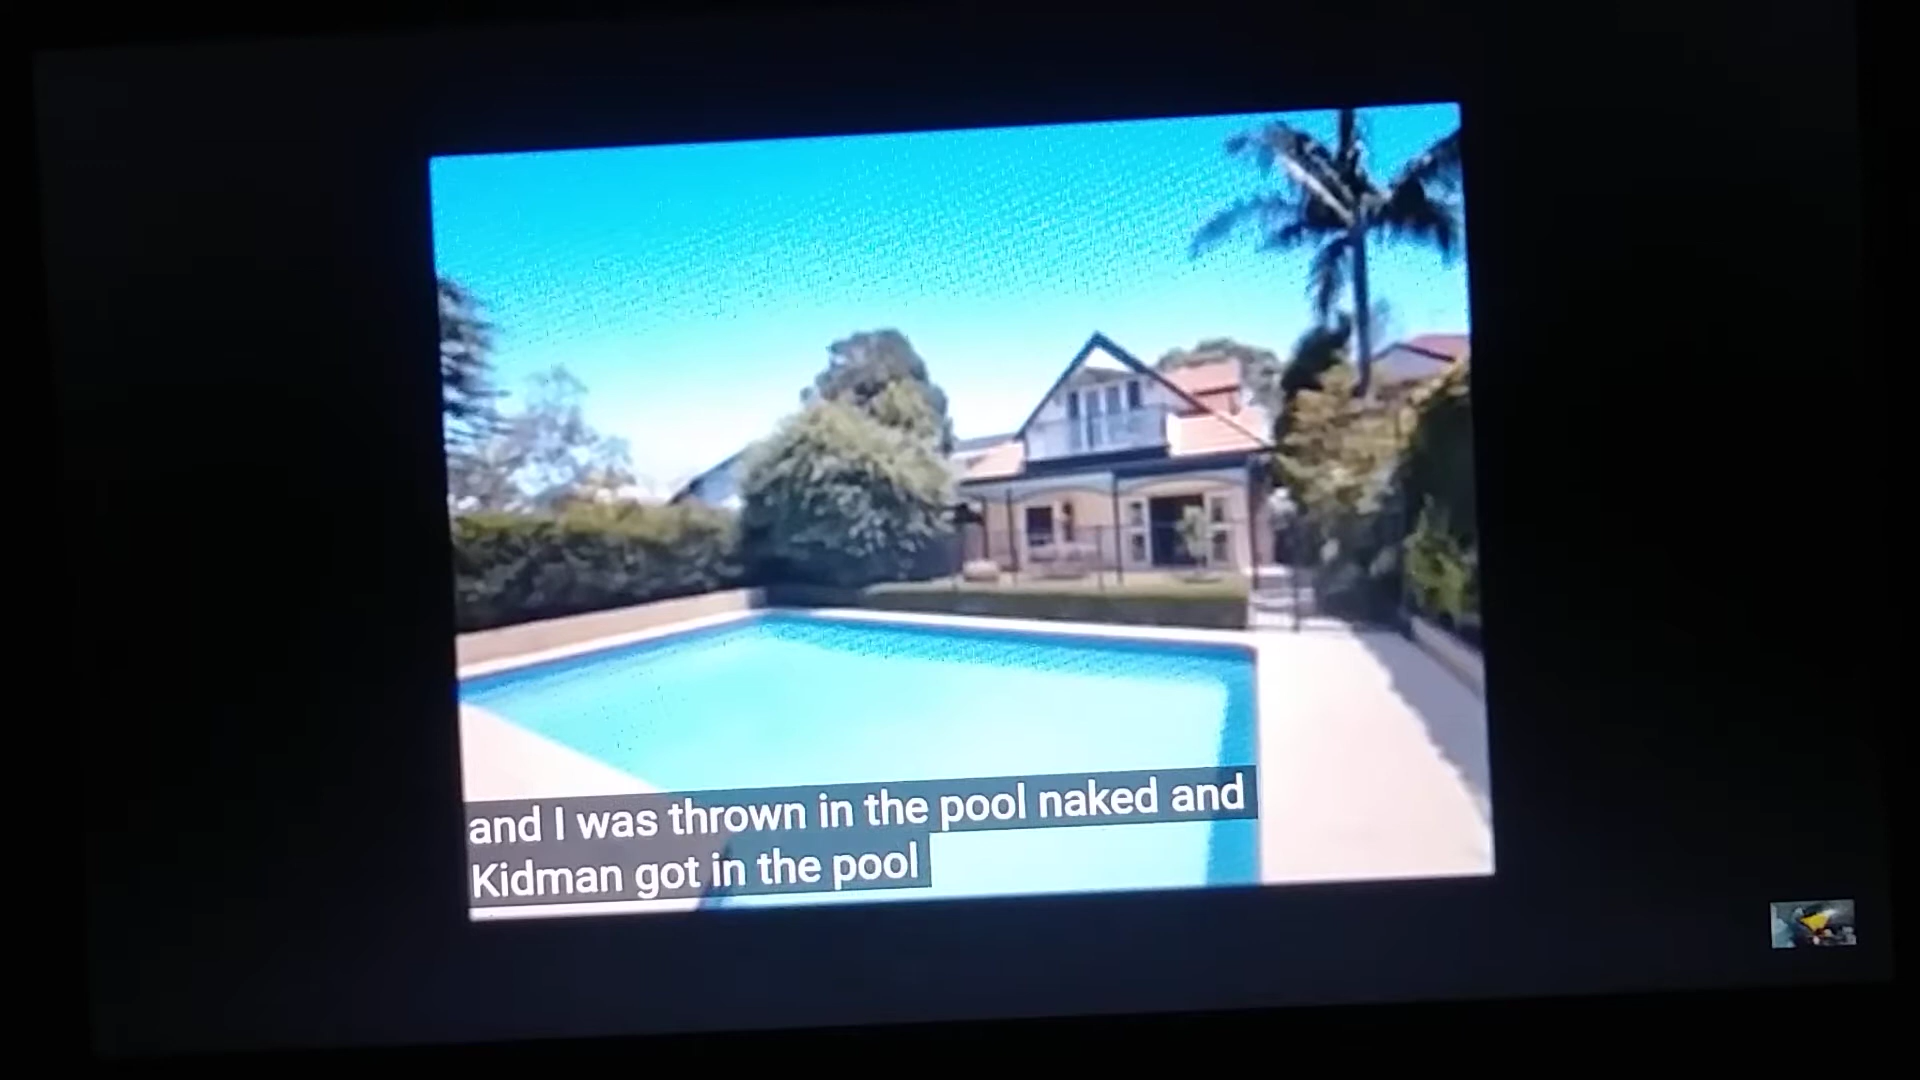 and I was thrown in the pool naked and
Kidman got in the pool